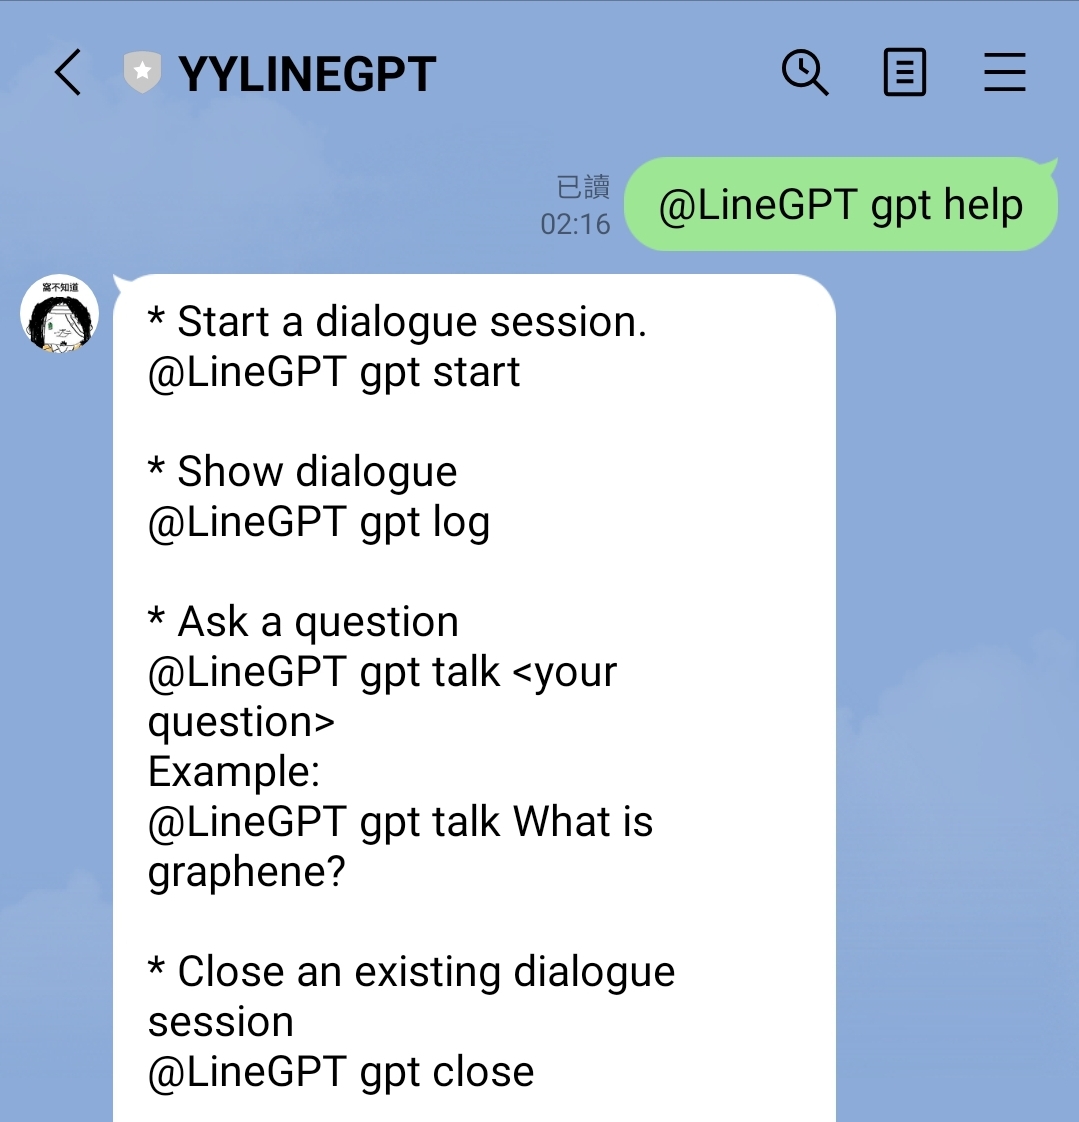 YYLINEGPT
已讀
02:16
@LineGPT gpt help
窩不知道
* Start a dialogue session.
@LineGPT gpt start
* Show dialogue
@LineGPT gpt log
* Ask a question
@LineGPT gpt talk <your
question>
Example:
@LineGPT gpt talk What is
graphene?
* Close an existing dialogue
session
@LineGPT gpt close